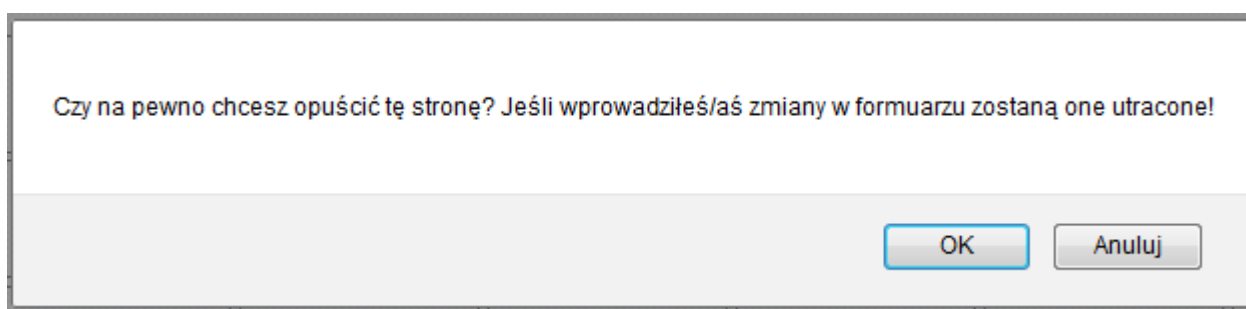 Czy na pewno chcesz opuścić tę stronę? Jeśli wprowadziłeś/aś zmiany w formuarzu zostaną one utracone!
OK
Anuluj